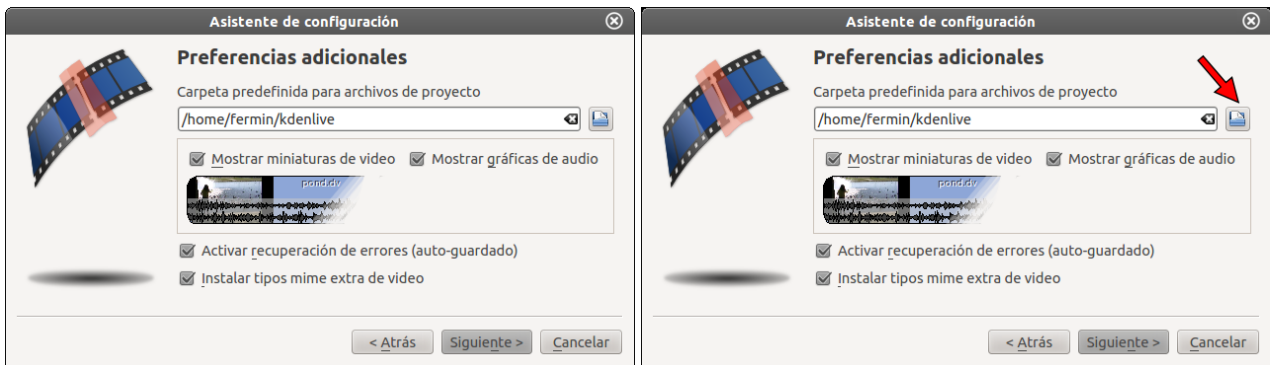 Asistente de configuración
Preferencias adicionales
Carpeta predefinida para archivos de proyecto
/home/fermin/kdenlive
Mostrar miniaturas de video Mostrar gráficas de audio
pond.dv
Activar recuperación de errores (auto-guardado)
Instalar tipos mime extra de video
< Atrás Siguiente > Cancelar
Asistente de configuración
Preferencias adicionales
Carpeta predefinida para archivos de proyecto
/home/fermin/kdenlive
Mostrar miniaturas de video Mostrar gráficas de audio
pond.dv
Activar recuperación de errores (auto-guardado)
Instalar tipos mime extra de video
< Atrás Siguiente > Cancelar